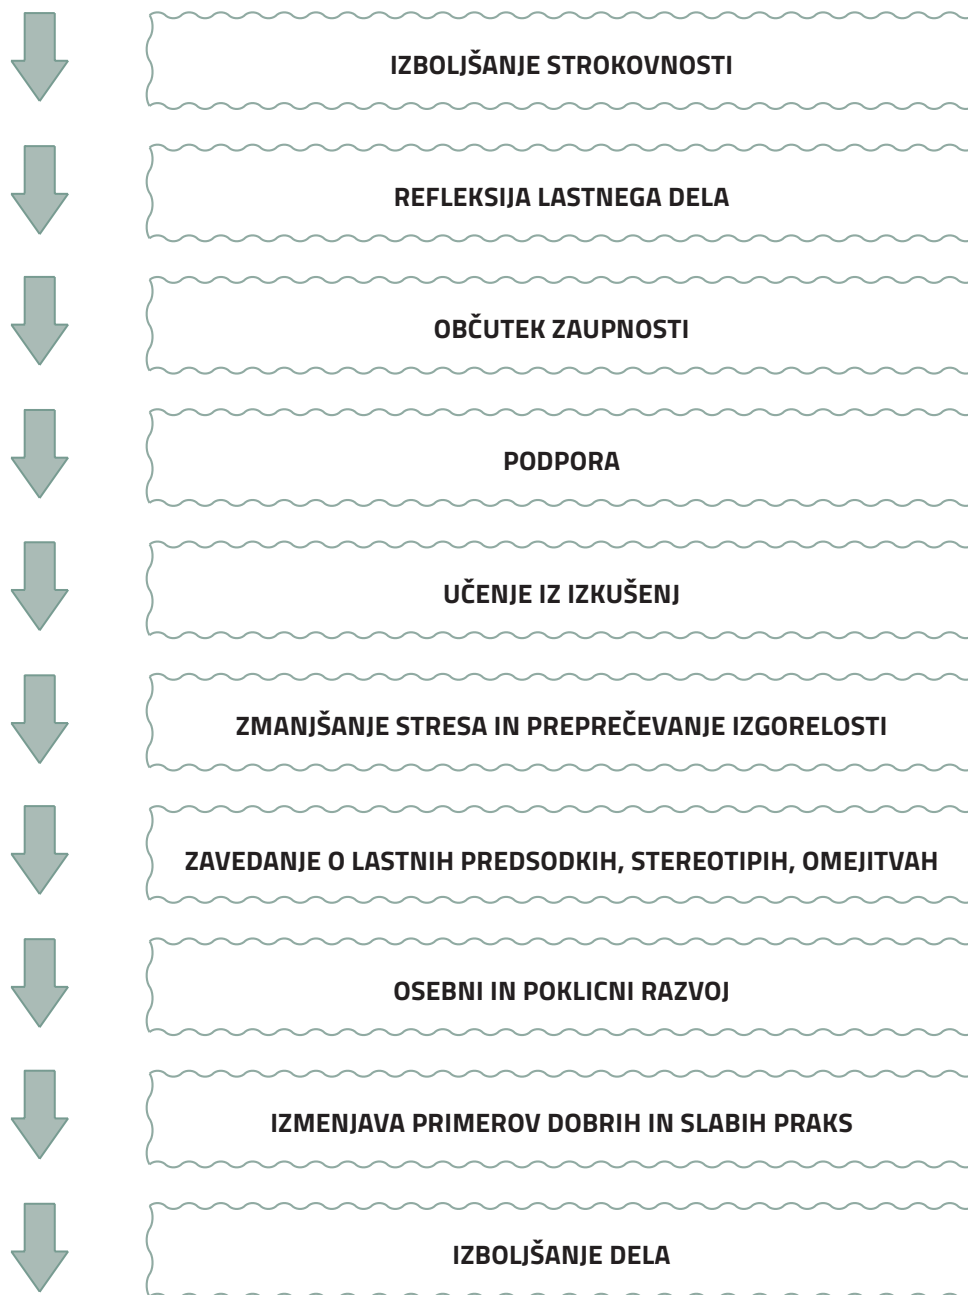 IZBOLJŠANJE STROKOVNOSTI
REFLEKSIJA LASTNEGA DELA
OBČUTEK ZAUPNOSTI
PODPORA
UČENJE IZ IZKUŠENJ
ZMANJŠANJE STRESA IN PREPREČEVANJE IZGORELOSTI
ZAVEDANJE O LASTNIH PREDSODKIH, STEREOTIPIH, OMEJITVAH
OSEBNI IN POKLICNI RAZVOJ
IZMENJAVA PRIMEROV DOBRIH IN SLABIH PRAKS
IZBOLJŠANJE DELA